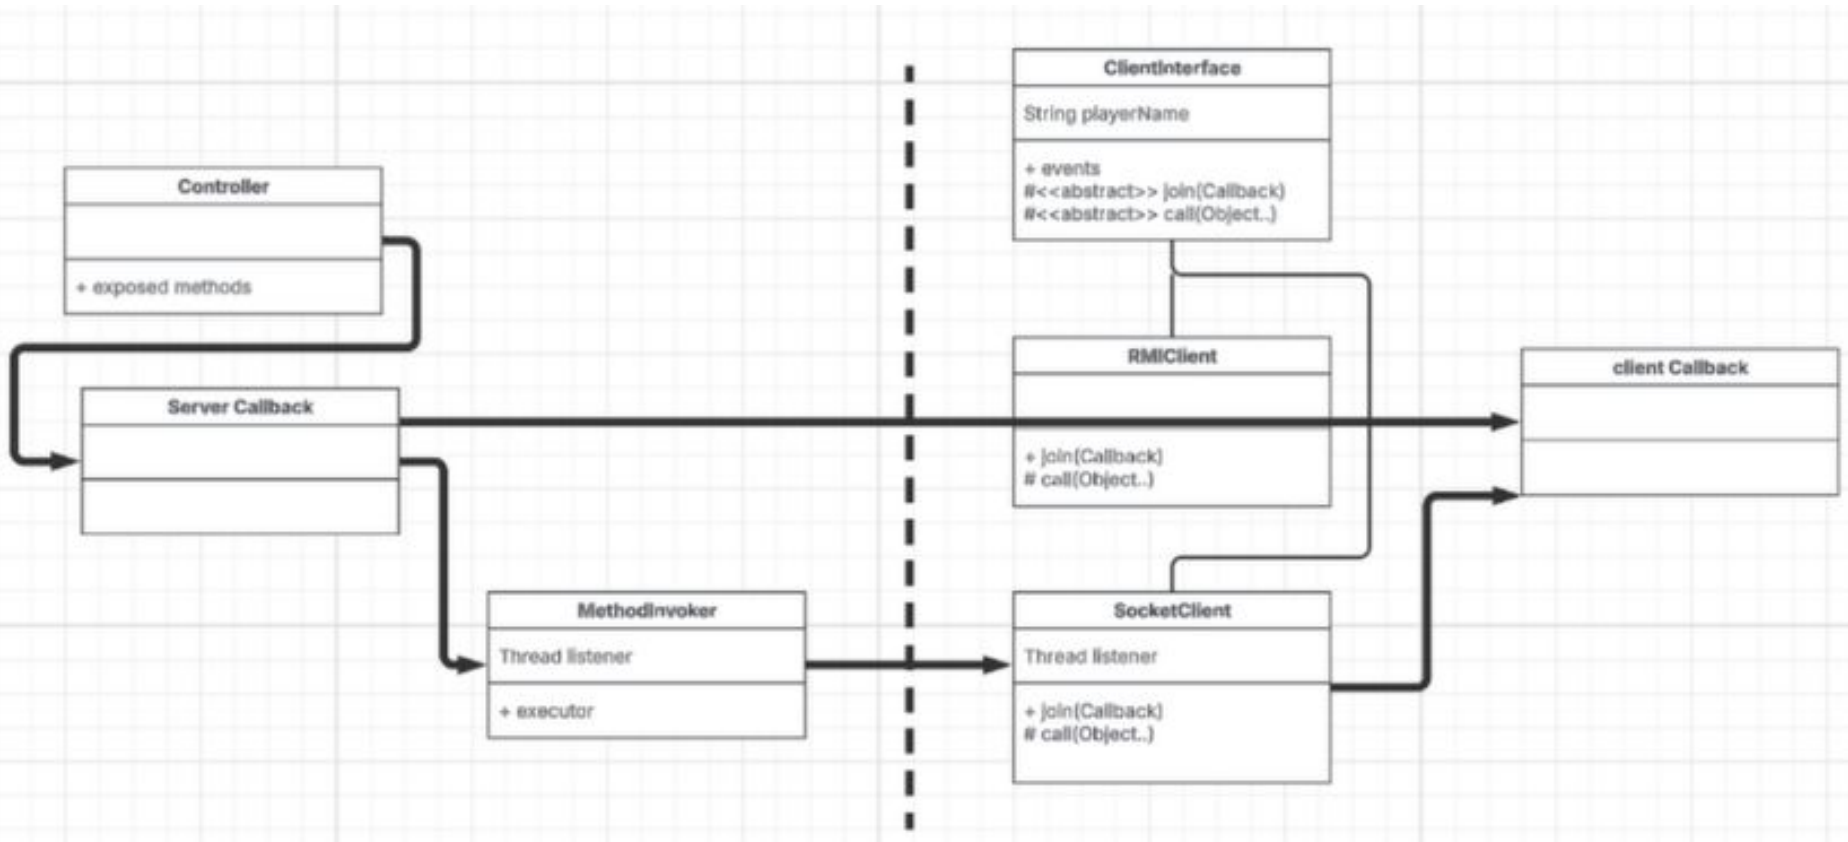 ClientInterface
String playerName
+ events
#<<abstract>> join(Callback)
#<<abstract>> call(Object..)
Controller
+ exposed methods
RMIClient
+ join(Callback)
# call(Object..)
client Callback
Server Callback
MethodInvoker
Thread listener
+ executor
SocketClient
Thread listener
+ join(Callback)
# call(Object..)